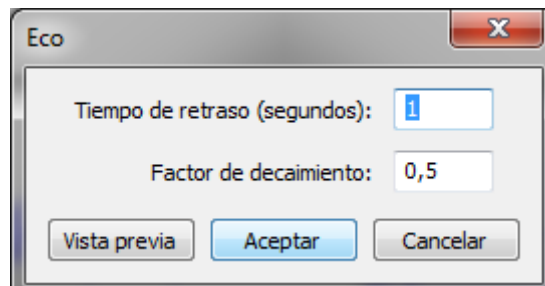 Eco
Tiempo de retraso (segundos): 1
Factor de decaimiento: 0,5
Vista previa Aceptar Cancelar